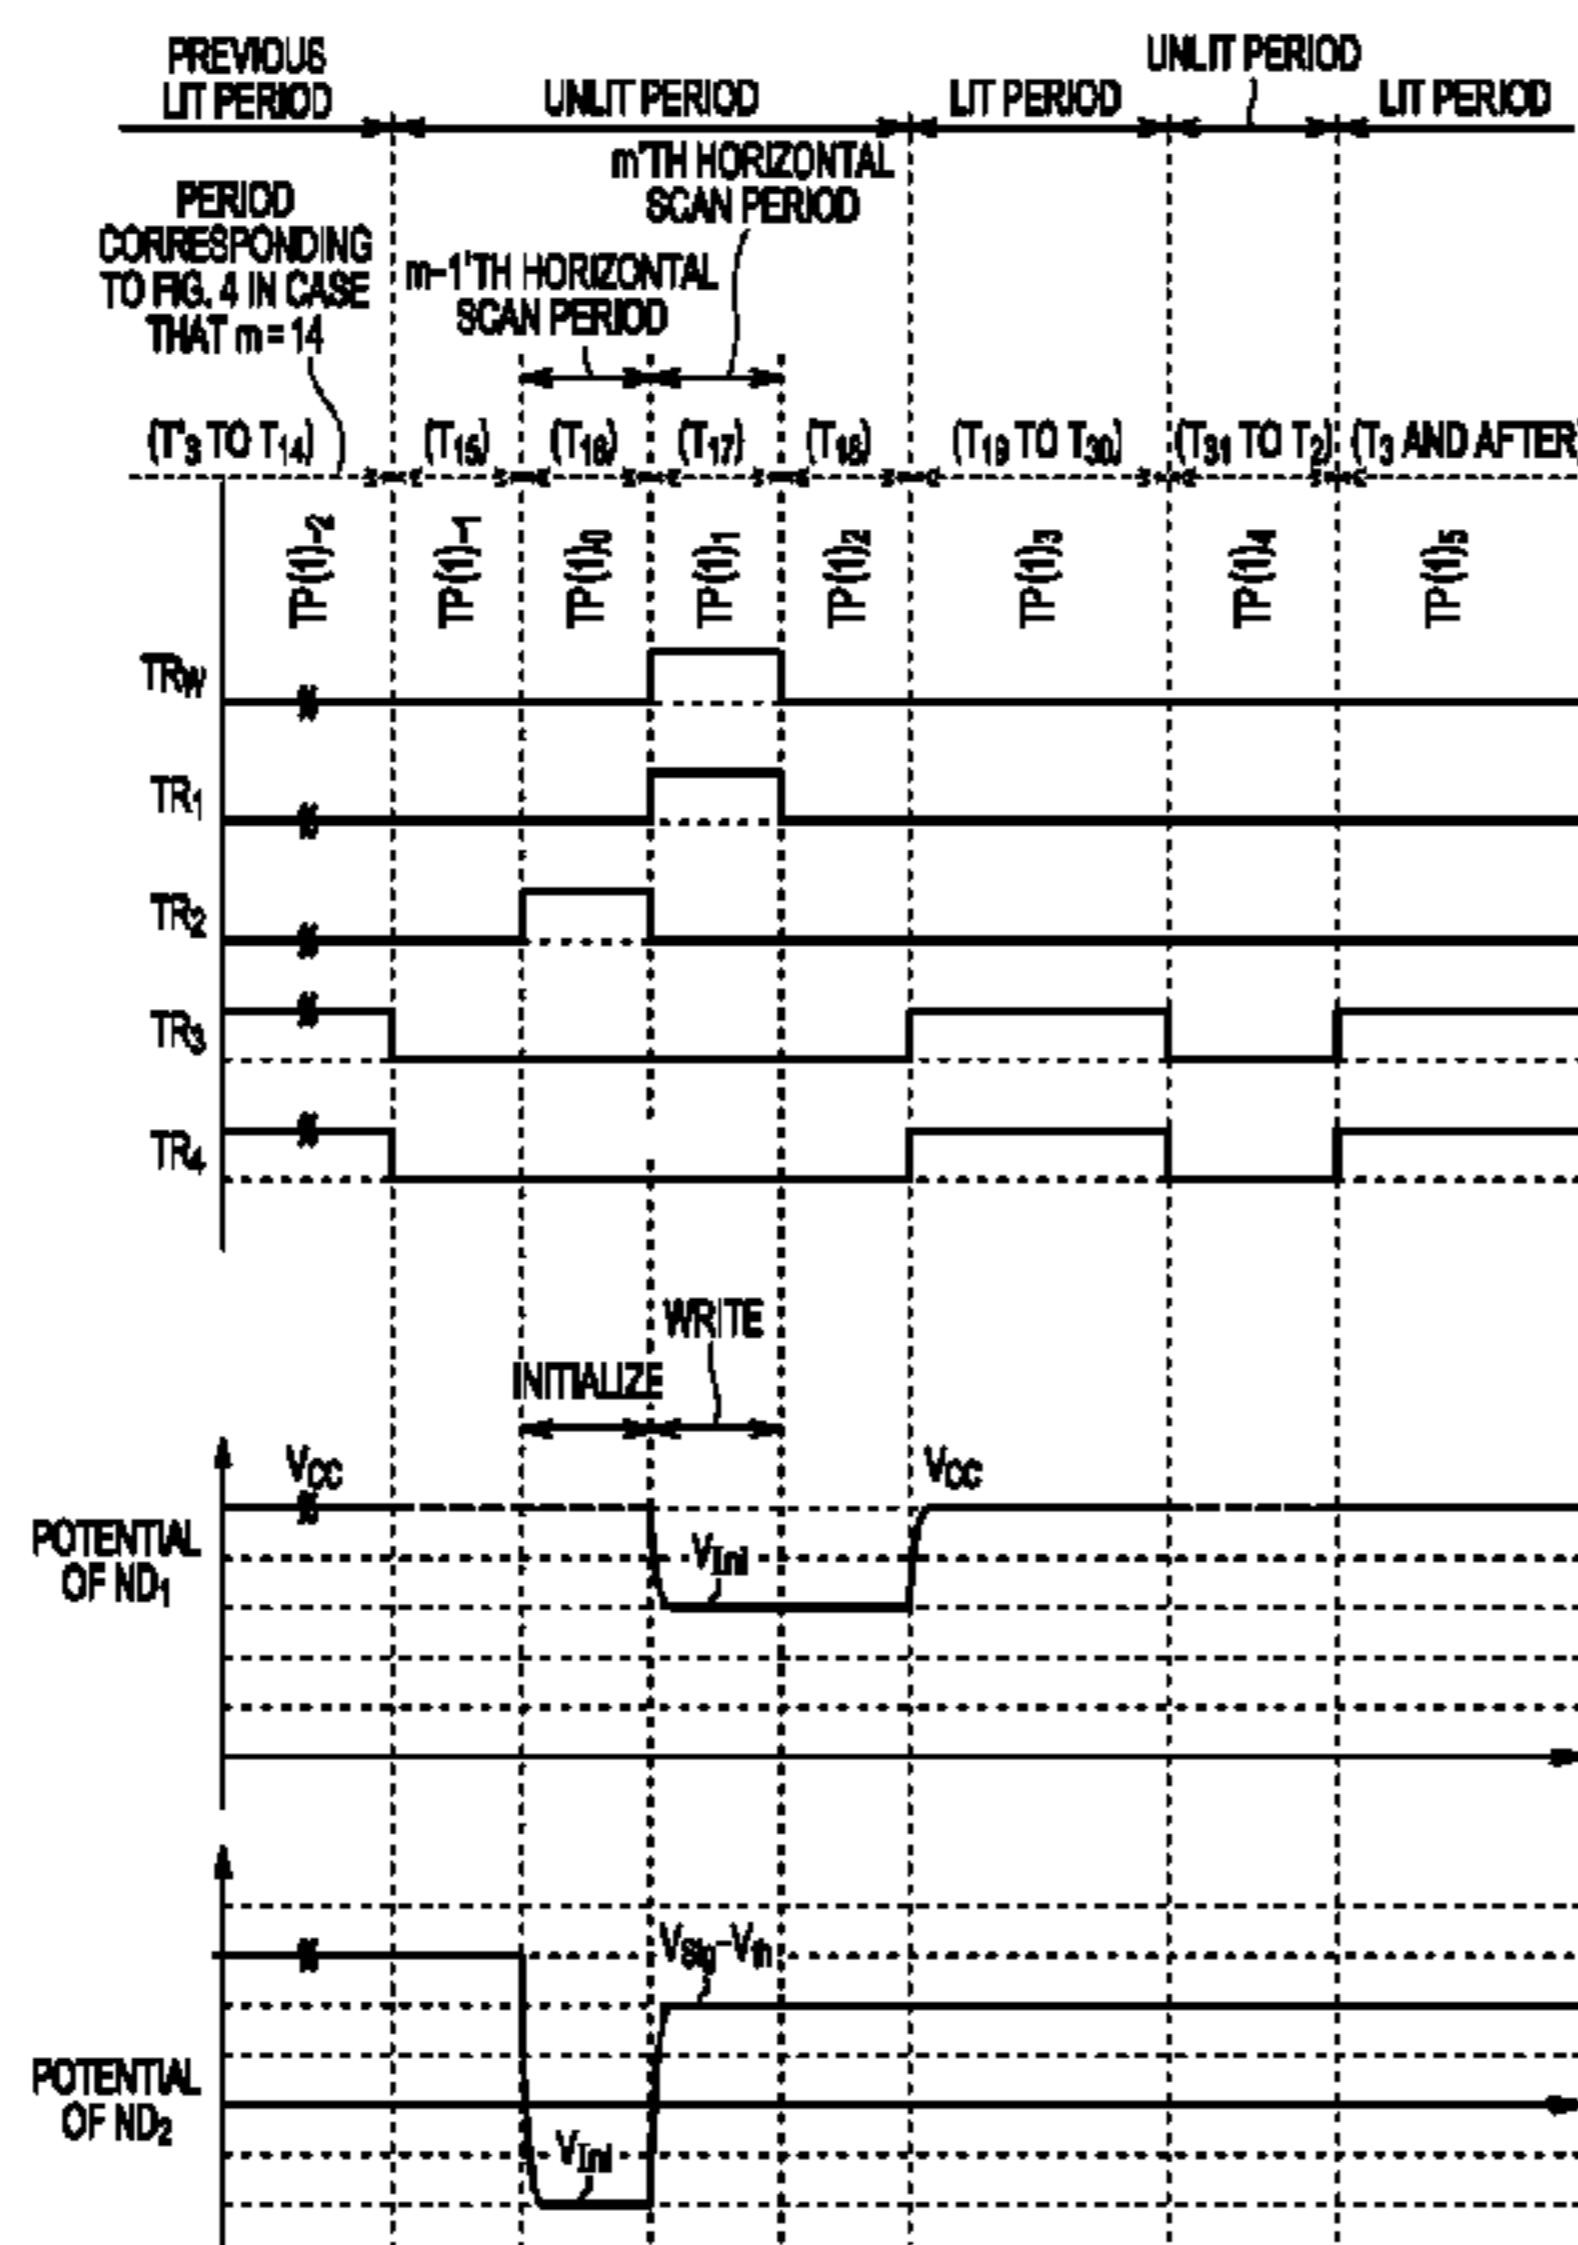 PREVIOUS
LIT PERIOD
UNLIT PERIOD
LIT PERIOD
UNLIT PERIOD
LIT PERIOD
m'TH HORIZONTAL
SCAN PERIOD
PERIOD
CORRESPONDING
TO FIG. 4 IN CASE
THAT m = 14
m-1'TH HORIZONTAL
SCAN PERIOD
(T'3 TO T14)
(T15)
(T16)
(T17)
(T18)
(T19 TO T30)
(T31 TO T2)
(T3 AND AFTER)
TP(1)-2
TP(1)-1
TP(1)0
TP(1)1
TP(1)2
TP(1)3
TP(1)4
TP(1)5
TRW
TR1
TR2
TR3
TR4
WRITE
INITIALIZE
VCC
VCC
POTENTIAL
OF ND1
VIni
VSig-Vth
POTENTIAL
OF ND2
VIni